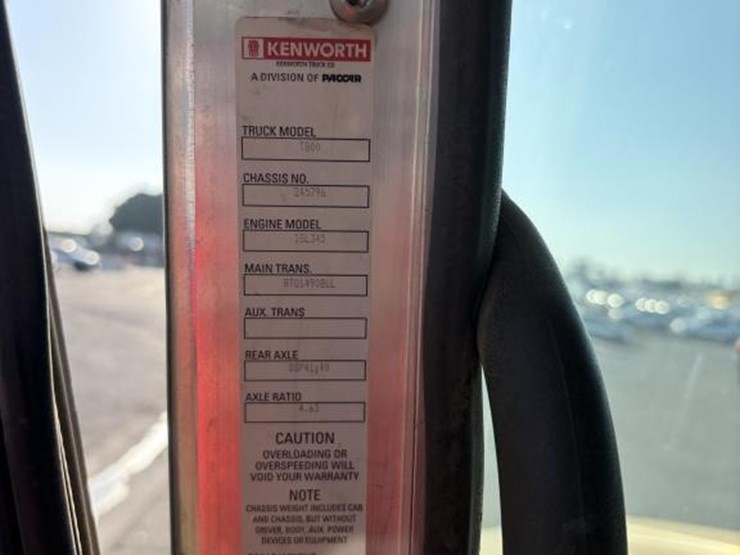 KENWORTH
KENWORTH TRUCK CO
A DIVISION OF PACCAR
TRUCK MODEL
T800
CHASSIS NO.
245796
ENGINE MODEL
ISL345
MAIN TRANS.
AUX. TRANS
REAR AXLE
AXLE RATIO
4.63
CAUTION
OVERLOADING OR
OVERSPEEDING WILL
VOID YOUR WARRANTY
NOTE
CHASSIS WEIGHT INCLUDES CAB
AND CHASSIS, BUT WITHOUT
DRIVER, BODY, AUX. POWER
DEVICES OR EQUIPMENT